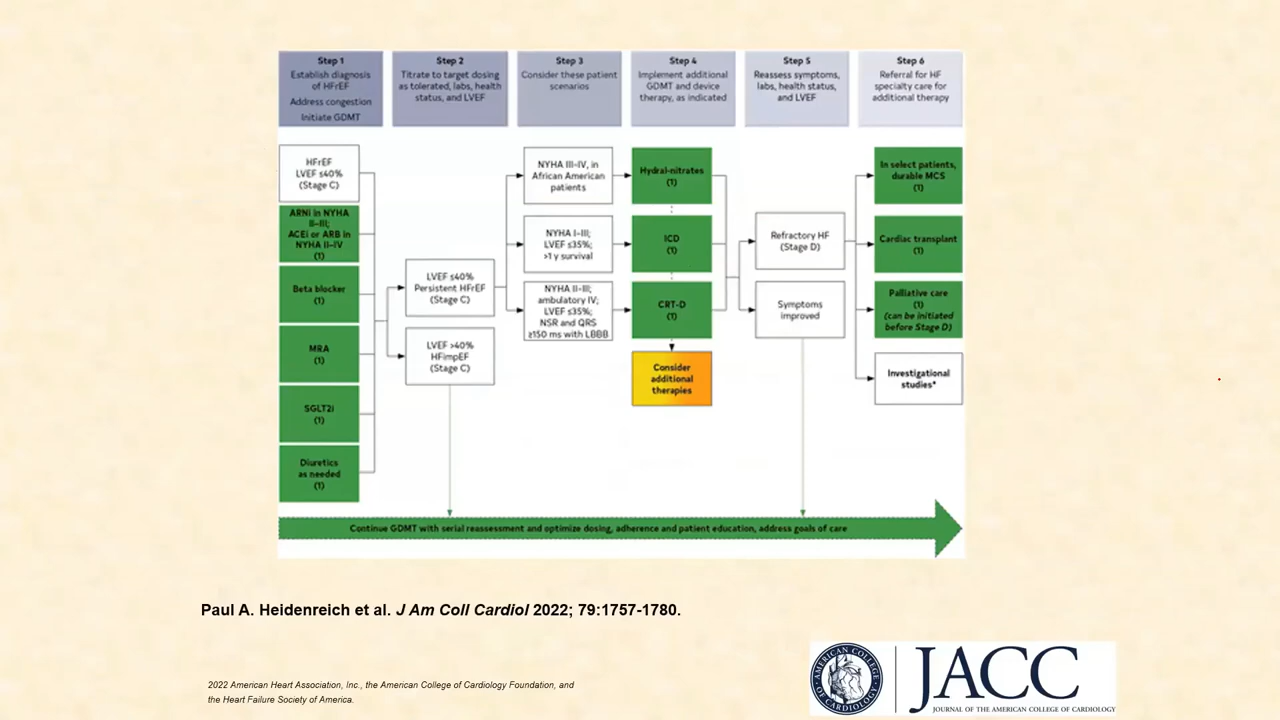 Step 1
Establish diagnosis
of HFrEF
Address congestion
Initiate GDMT
Step 2
Titrate to target dosing
as tolerated, labs, health
status, and LVEF
Step 3
Consider these patient
scenarios
Step 4
Implement additional
GDMT and device
therapy, as indicated
Step 5
Reassess symptoms,
labs, health status,
and LVEF
Step 6
Referral for HF
specialty care for
additional therapy
HFrEF
LVEF ≤40%
(Stage C)
ARNi in NYHA
II–III;
ACEi or ARB in
NYHA II–IV
(1)
Beta blocker
(1)
MRA
(1)
SGLT2i
(1)
Diuretics
as needed
(1)
LVEF ≤40%
Persistent HFrEF
(Stage C)
LVEF >40%
HFimpEF
(Stage C)
NYHA III–IV, in
African American
patients
NYHA I–III;
LVEF ≤35%;
>1 y survival
NYHA II–III;
ambulatory IV;
LVEF ≤35%;
NSR and QRS
≥150 ms with LBBB
Hydral-nitrates
(1)
ICD
(1)
CRT-D
(1)
Consider
additional
therapies
Refractory HF
(Stage D)
Symptoms
improved
In select patients,
durable MCS
(1)
Cardiac transplant
(1)
Palliative care
(1)
(can be initiated
before Stage D)
Investigational
studies*
Continue GDMT with serial reassessment and optimize dosing, adherence and patient education, address goals of care
Paul A. Heidenreich et al. J Am Coll Cardiol 2022; 79:1757-1780.
2022 American Heart Association, Inc., the American College of Cardiology Foundation, and
the Heart Failure Society of America.
AMERICAN COLLEGE OF CARDIOLOGY
JACC
JOURNAL OF THE AMERICAN COLLEGE OF CARDIOLOGY